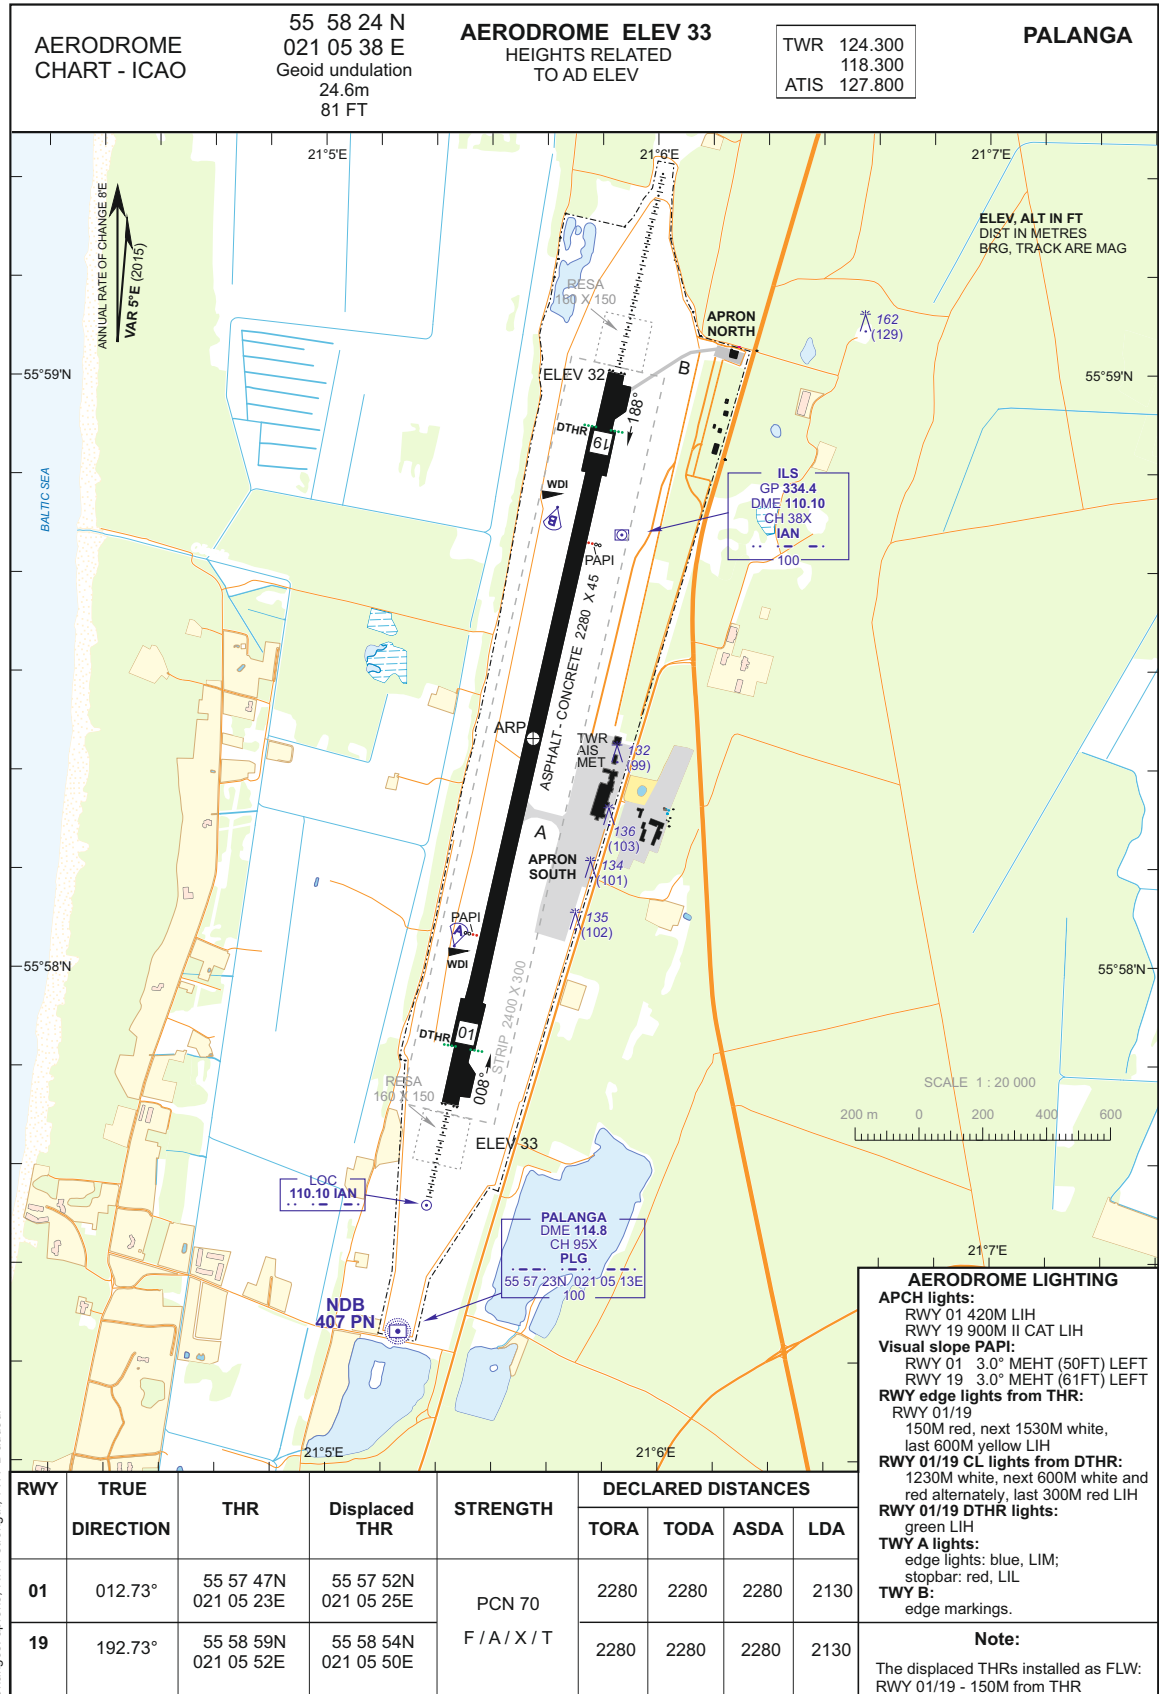 AERODROME
CHART - ICAO
55 58 24 N
021 05 38 E
Geoid undulation
24.6m
81 FT
AERODROME ELEV 33
HEIGHTS RELATED
TO AD ELEV
TWR 124.300
118.300
ATIS 127.800
PALANGA
21°5'E
21°6'E
21°7'E
ANNUAL RATE OF CHANGE 8'E
VAR 5°E (2015)
ELEV, ALT IN FT
DIST IN METRES
BRG, TRACK ARE MAG
RESA
160 X 150
APRON
NORTH
162
(129)
55°59'N
ELEV 32
B
55°59'N
188°
DTHR
19
BALTIC SEA
WDI
B
ILS
GP 334.4
DME 110.10
CH 38X
IAN
100
PAPI
ASPHALT - CONCRETE 2280 X 45
ARP
TWR
AIS
MET
132
(99)
A
136
(103)
APRON
SOUTH
134
(101)
PAPI
A
135
(102)
WDI
55°58'N
55°58'N
STRIP 2400 X 300
DTHR
01
008°
RESA
160 X 150
SCALE 1 : 20 000
200 m 0 200 400 600
ELEV 33
LOC
110.10 IAN
PALANGA
DME 114.8
CH 95X
PLG
55 57 23N 021 05 13E
100
NDB
407 PN
21°7'E
21°5'E
21°6'E
AERODROME LIGHTING
APCH lights:
RWY 01 420M LIH
RWY 19 900M II CAT LIH
Visual slope PAPI:
RWY 01 3.0° MEHT (50FT) LEFT
RWY 19 3.0° MEHT (61FT) LEFT
RWY edge lights from THR:
RWY 01/19
150M red, next 1530M white,
last 600M yellow LIH
RWY 01/19 CL lights from DTHR:
1230M white, next 600M white and
red alternately, last 300M red LIH
RWY 01/19 DTHR lights:
green LIH
TWY A lights:
edge lights: blue, LIM;
stopbar: red, LIL
TWY B:
edge markings.
Note:
The displaced THRs installed as FLW:
RWY 01/19 - 150M from THR
RWY TRUE DIRECTION THR Displaced THR STRENGTH DECLARED DISTANCES
TORA TODA ASDA LDA
01 012.73° 55 57 47N 021 05 23E 55 57 52N 021 05 25E PCN 70 F / A / X / T 2280 2280 2280 2130
19 192.73° 55 58 59N 021 05 52E 55 58 54N 021 05 50E 2280 2280 2280 2130